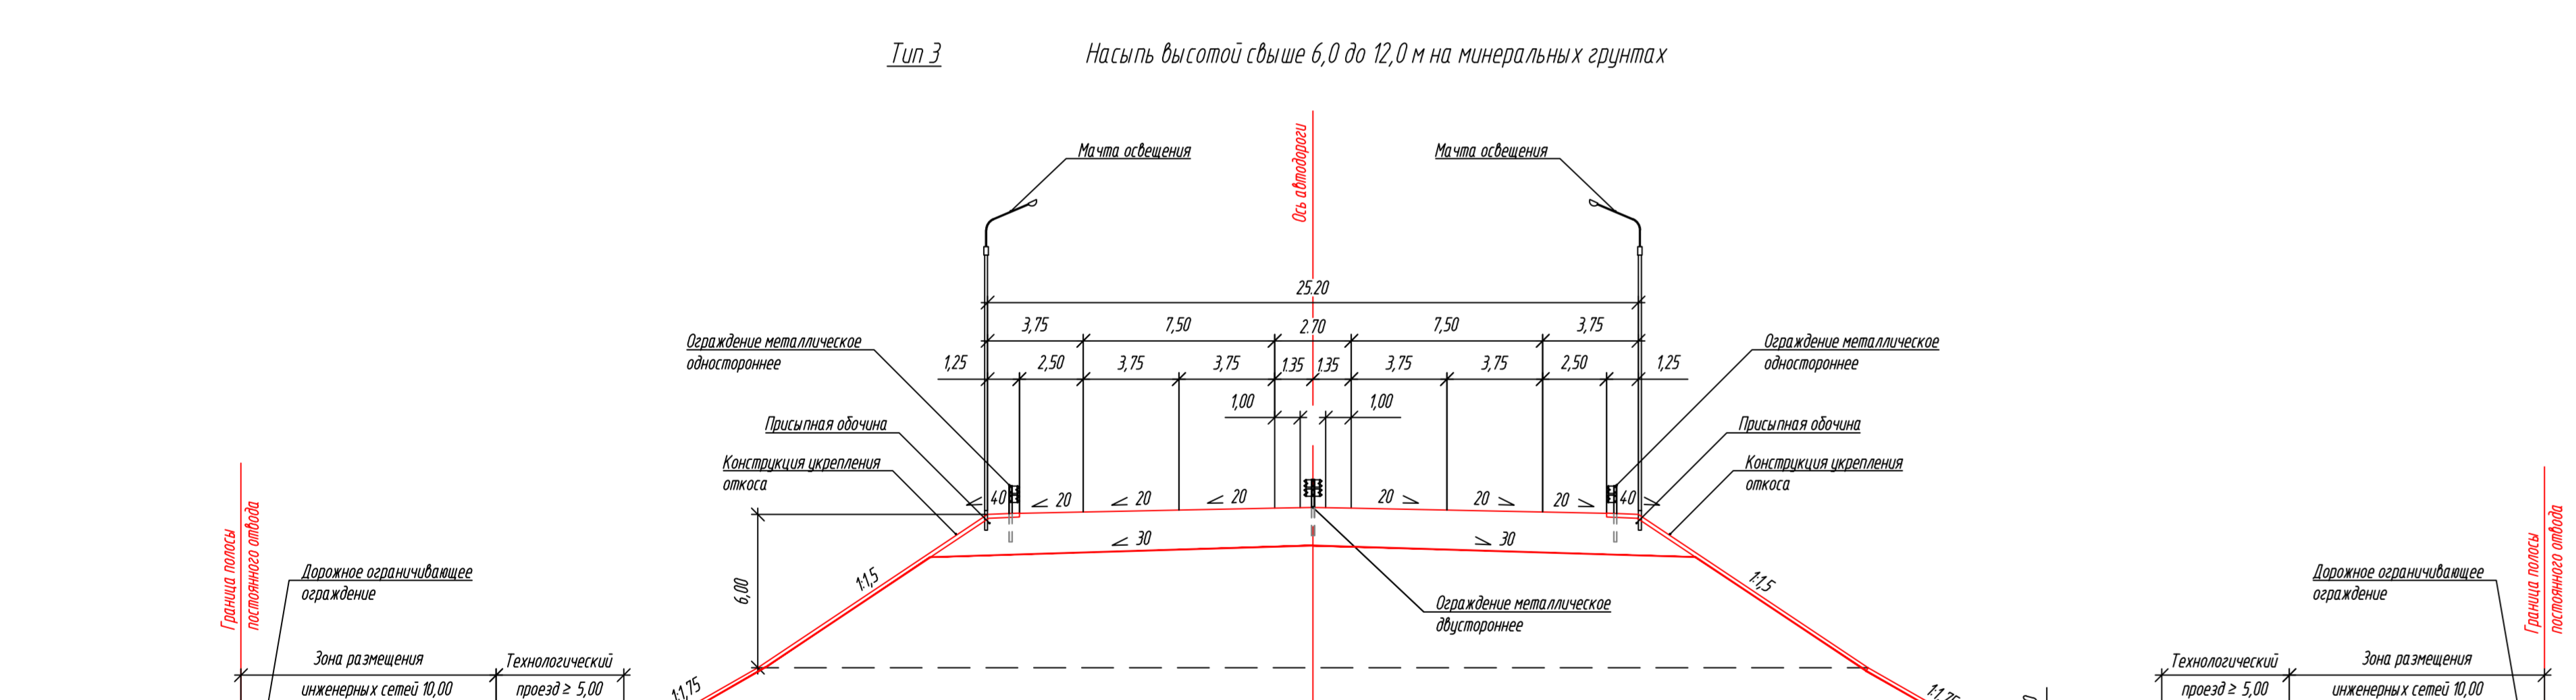 Тип 3
Насыпь высотой свыше 6,0 до 12,0 м на минеральных грунтах
Ось автодороги
Мачта освещения
Мачта освещения
25.20
3,75
7,50
2.70
7,50
3,75
Ограждение металлическое
одностороннее
Ограждение металлическое
одностороннее
1,25
2,50
3,75
3,75
1.35
1.35
3,75
3,75
2,50
1,25
1,00
1,00
Присыпная обочина
Присыпная обочина
Конструкция укрепления
откоса
Конструкция укрепления
откоса
40
20
20
20
20
20
20
40
30
30
Граница полосы
постоянного отвода
Граница полосы
постоянного отвода
Дорожное ограничивающее
ограждение
Дорожное ограничивающее
ограждение
6,00
1:1,5
1:1,5
Ограждение металлическое
двустороннее
Зона размещения
инженерных сетей 10,00
Технологический
проезд ≥ 5,00
1:1,75
1:1,75
Технологический
проезд ≥ 5,00
Зона размещения
инженерных сетей 10,00